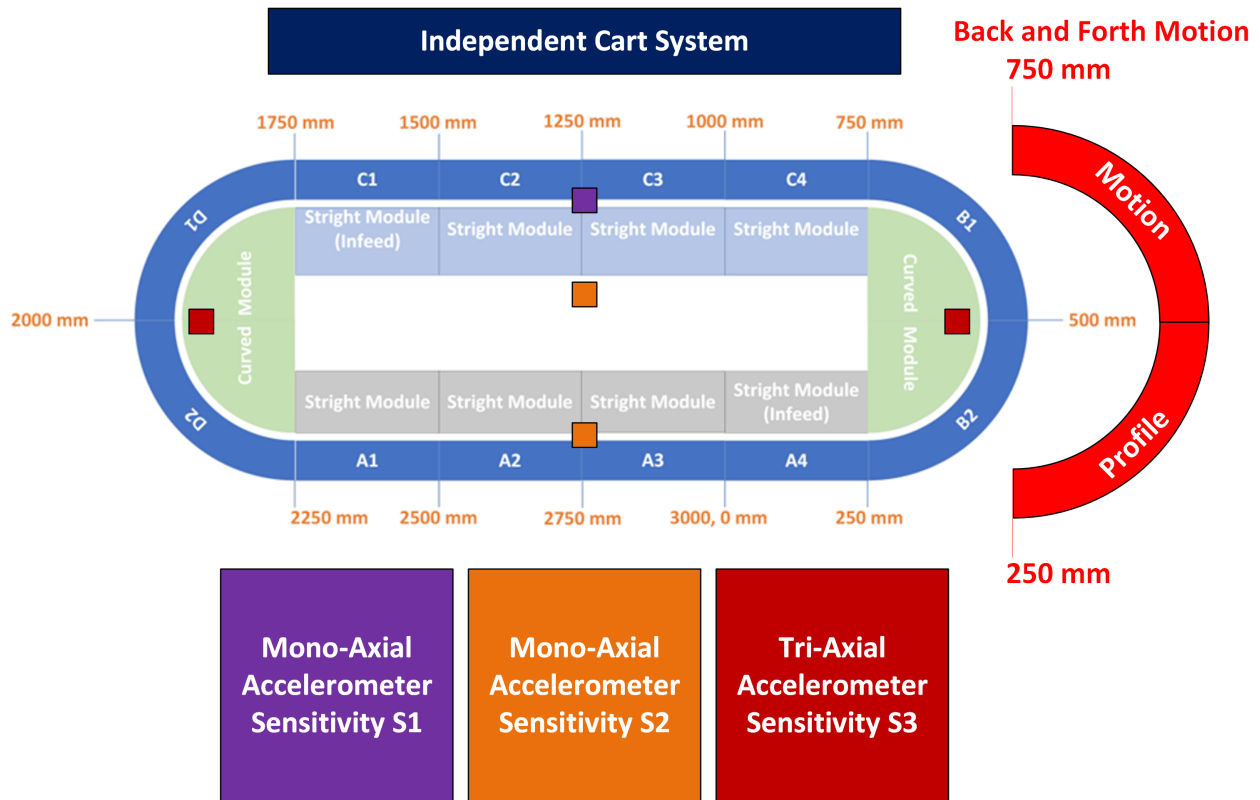 Independent Cart System
Back and Forth Motion
750 mm
1750 mm
1500 mm
1250 mm
1000 mm
750 mm
C1
C2
C3
C4
D1
B1
Stright Module
(Infeed)
Stright Module
Stright Module
Stright Module
Motion
Curved Module
Curved Module
2000 mm
500 mm
Stright Module
Stright Module
Stright Module
Stright Module
(Infeed)
D2
B2
Profile
A1
A2
A3
A4
2250 mm
2500 mm
2750 mm
3000, 0 mm
250 mm
250 mm
Mono-Axial
Accelerometer
Sensitivity S1
Mono-Axial
Accelerometer
Sensitivity S2
Tri-Axial
Accelerometer
Sensitivity S3